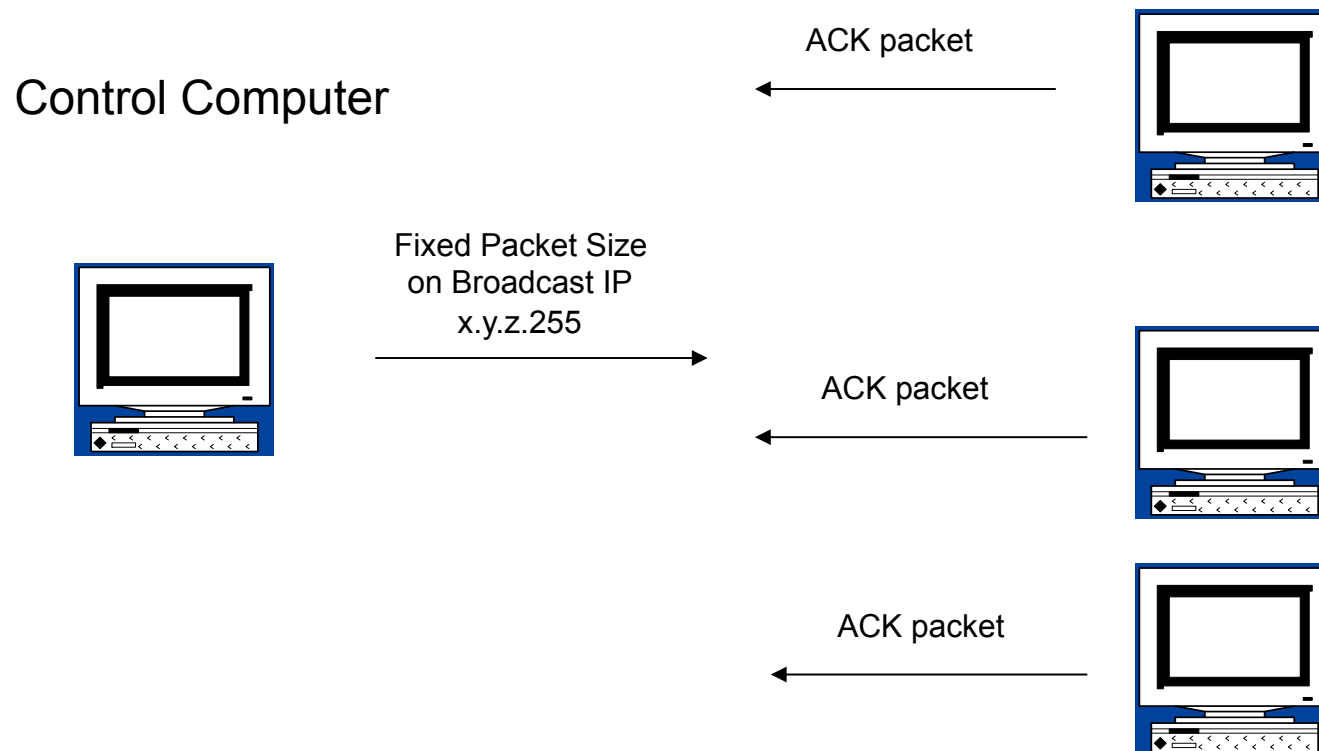 ACK packet
Control Computer
Fixed Packet Size
on Broadcast IP
x.y.z.255
ACK packet
ACK packet